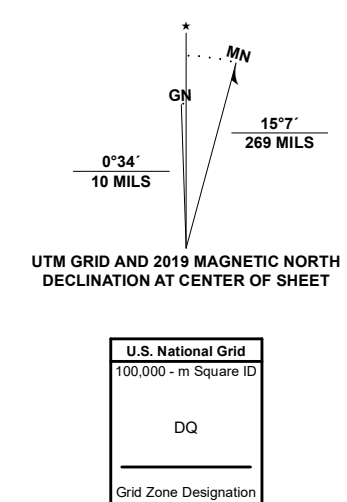 ★
MN
GN
15°7´
269 MILS
0°34´
10 MILS
UTM GRID AND 2019 MAGNETIC NORTH
DECLINATION AT CENTER OF SHEET
U.S. National Grid
100,000 - m Square ID
DQ
Grid Zone Designation